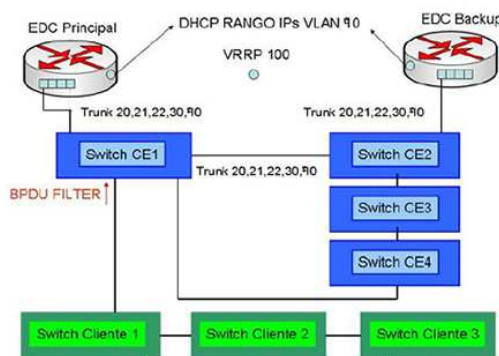 EDC Principal
DHCP RANGO IPs VLAN 90
EDC Backup
VRRP 100
Trunk 20,21,22,30,90
Trunk 20,21,22,30,90
Switch CE1
Switch CE2
Trunk 20,21,22,30,90
BPDU FILTER
Switch CE3
Switch CE4
Switch Cliente 1
Switch Cliente 2
Switch Cliente 3